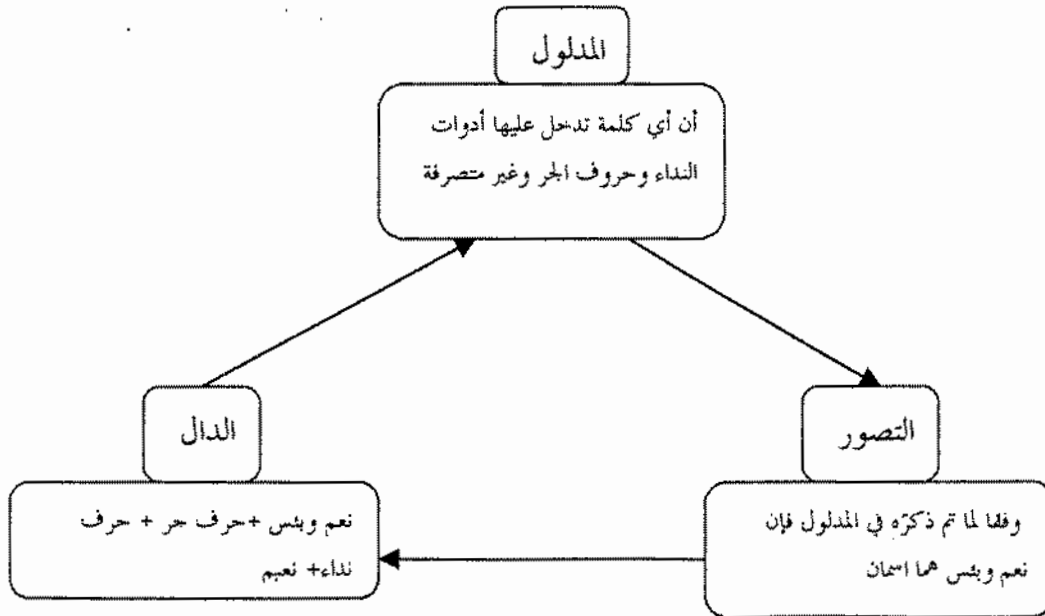 المدلول
أن أي كلمة تدخل عليها أدوات
النداء وحروف الجر وغير متصرفة
الدال
نعم وبئس +حرف جر + حرف
نداء+ نعيم
التصور
وفقا لما تم ذكره في المدلول فإن
نعم وبئس هما اسمان